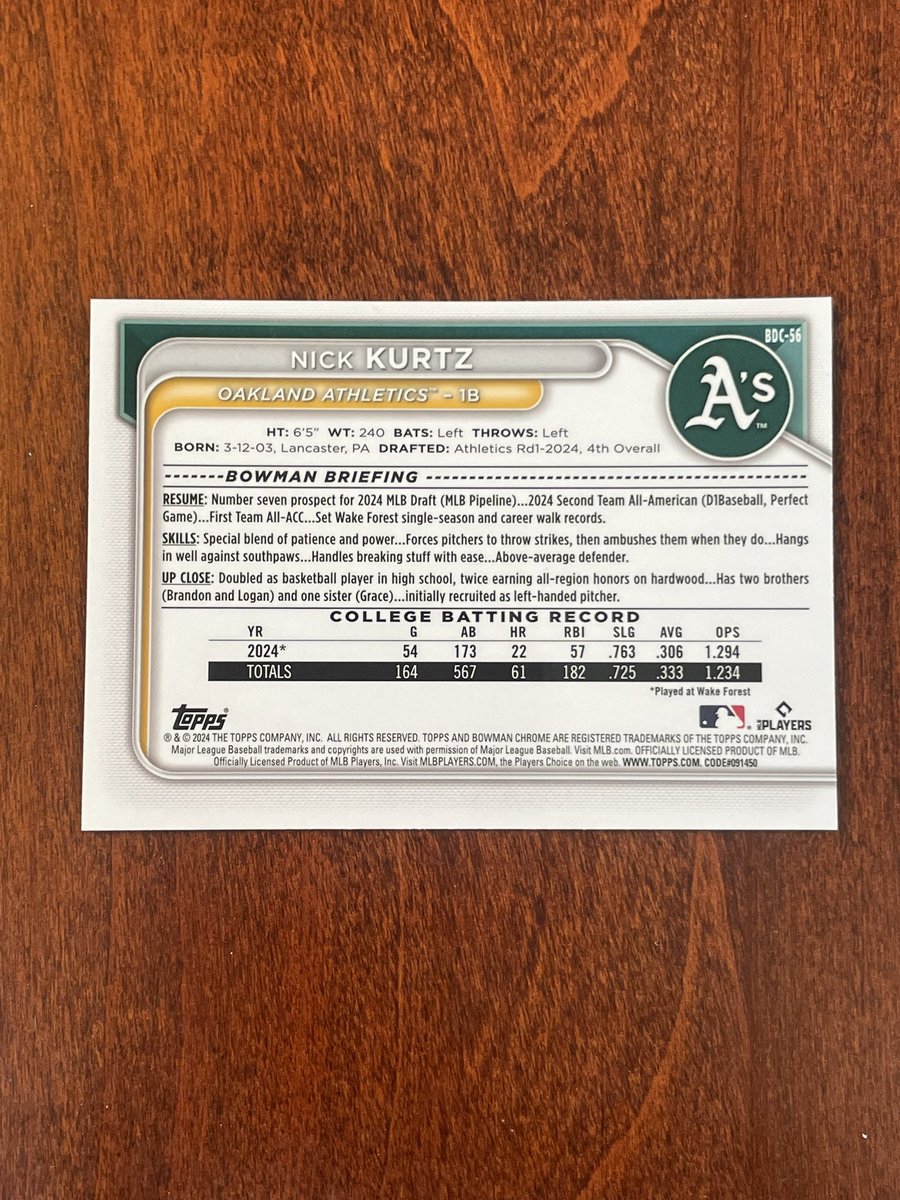 BDC-56
NICK KURTZ
A's™
OAKLAND ATHLETICS™ – 1B
HT: 6'5" WT: 240 BATS: Left THROWS: Left
BORN: 3-12-03, Lancaster, PA DRAFTED: Athletics Rd1-2024, 4th Overall
BOWMAN BRIEFING
RESUME: Number seven prospect for 2024 MLB Draft (MLB Pipeline)...2024 Second Team All-American (D1Baseball, Perfect
Game)...First Team All-ACC...Set Wake Forest single-season and career walk records.
SKILLS: Special blend of patience and power...Forces pitchers to throw strikes, then ambushes them when they do...Hangs
in well against southpaws...Handles breaking stuff with ease...Above-average defender.
UP CLOSE: Doubled as basketball player in high school, twice earning all-region honors on hardwood...Has two brothers
(Brandon and Logan) and one sister (Grace)...initially recruited as left-handed pitcher.
COLLEGE BATTING RECORD
YR G AB HR RBI SLG AVG OPS
2024* 54 173 22 57 .763 .306 1.294
TOTALS 164 567 61 182 .725 .333 1.234
*Played at Wake Forest
Topps® MLB PLAYERS
® & © 2024 THE TOPPS COMPANY, INC. ALL RIGHTS RESERVED. TOPPS AND BOWMAN CHROME ARE REGISTERED TRADEMARKS OF THE TOPPS COMPANY, INC.
Major League Baseball trademarks and copyrights are used with permission of Major League Baseball. Visit MLB.com. OFFICIALLY LICENSED PRODUCT OF MLB.
Officially Licensed Product of MLB Players, Inc. Visit MLBPLAYERS.COM, the Players Choice on the web. WWW.TOPPS.COM. CODE#091450